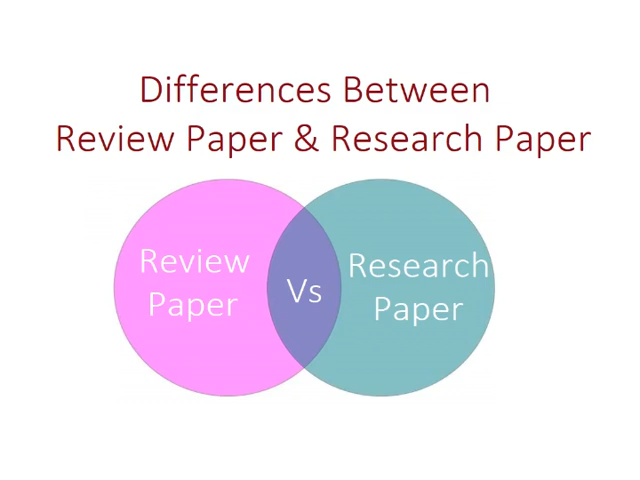 Differences Between
Review Paper & Research Paper
Review
Paper
Vs
Research
Paper